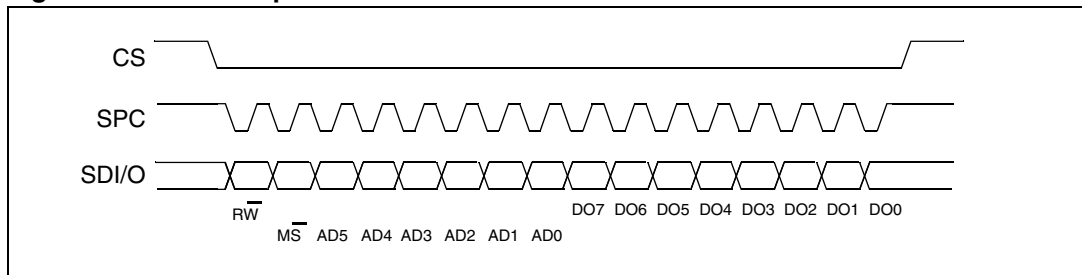 CS
SPC
SDI/O
RW
DO7 DO6 DO5 DO4 DO3 DO2 DO1 DO0
MS AD5 AD4 AD3 AD2 AD1 AD0